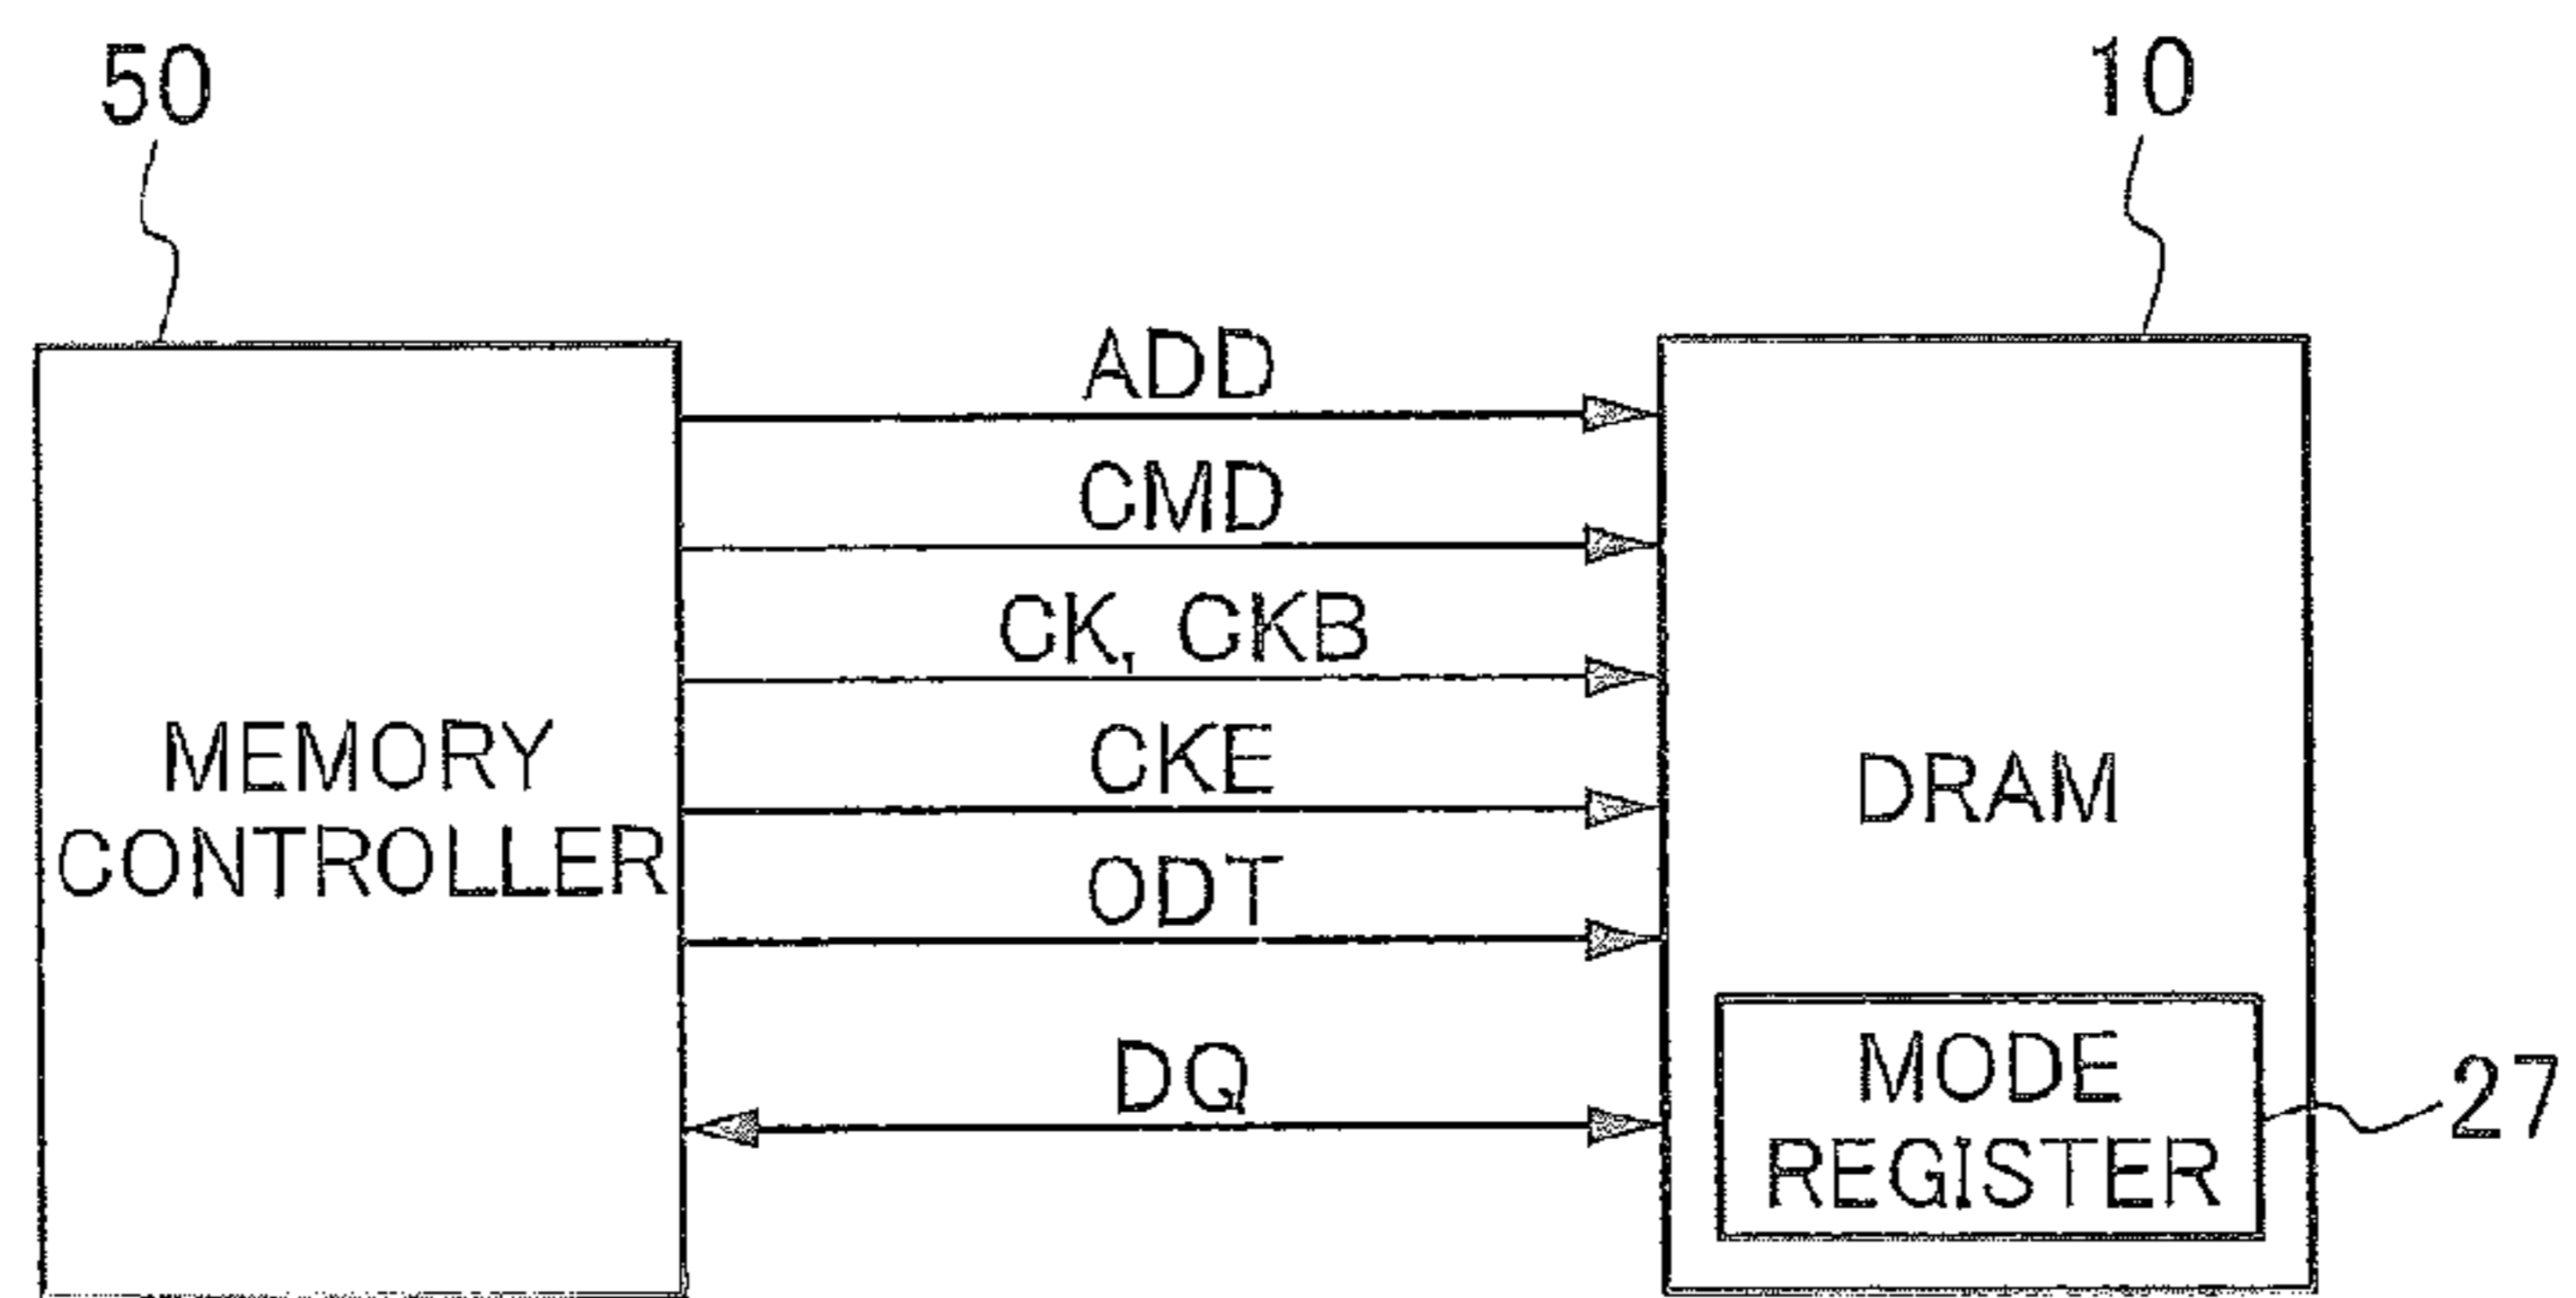 50
10
ADD
CMD
CK, CKB
CKE
ODT
DQ
MEMORY
CONTROLLER
DRAM
MODE
REGISTER
27